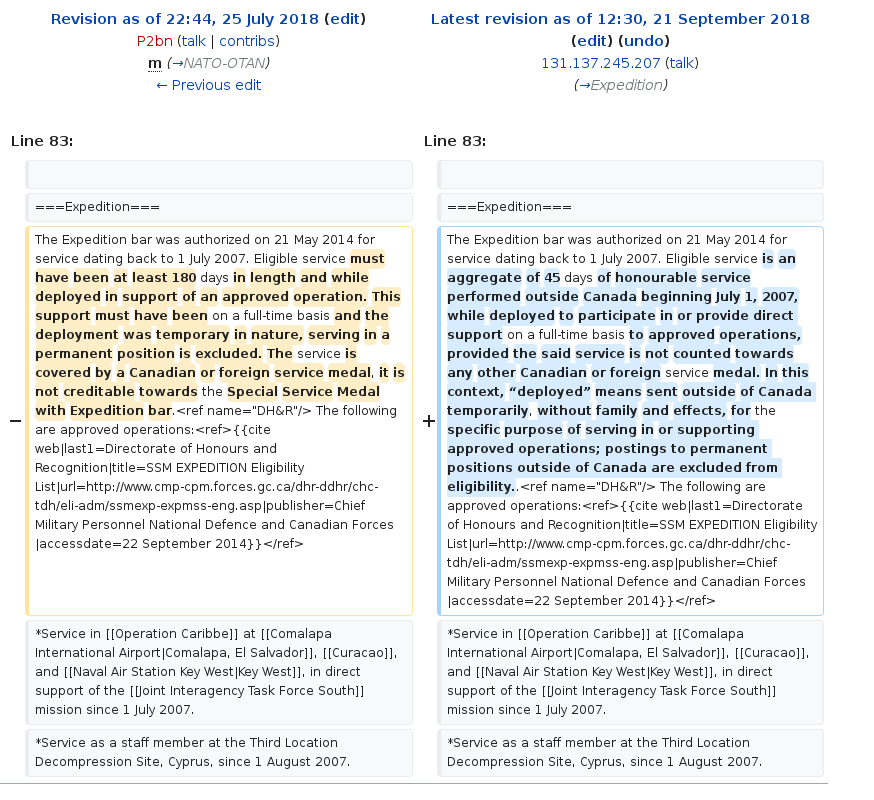 Revision as of 22:44, 25 July 2018 (edit)
P2bn (talk | contribs)
m (→NATO-OTAN)
← Previous edit
Latest revision as of 12:30, 21 September 2018
(edit) (undo)
131.137.245.207 (talk)
(→Expedition)
Line 83:
Line 83:
===Expedition===
===Expedition===
−
The Expedition bar was authorized on 21 May 2014 for
service dating back to 1 July 2007. Eligible service must
have been at least 180 days in length and while
deployed in support of an approved operation. This
support must have been on a full-time basis and the
deployment was temporary in nature, serving in a
permanent position is excluded. The service is
covered by a Canadian or foreign service medal, it is
not creditable towards the Special Service Medal
with Expedition bar.<ref name="DH&R"/> The following
are approved operations:<ref>{{cite
web|last1=Directorate of Honours and
Recognition|title=SSM EXPEDITION Eligibility
List|url=http://www.cmp-cpm.forces.gc.ca/dhr-ddhr/chc-
tdh/eli-adm/ssmexp-expmss-eng.asp|publisher=Chief
Military Personnel National Defence and Canadian Forces
|accessdate=22 September 2014}}</ref>
+
The Expedition bar was authorized on 21 May 2014 for
service dating back to 1 July 2007. Eligible service is an
aggregate of 45 days of honourable service
performed outside Canada beginning July 1, 2007,
while deployed to participate in or provide direct
support on a full-time basis to approved operations,
provided the said service is not counted towards
any other Canadian or foreign service medal. In this
context, “deployed” means sent outside of Canada
temporarily, without family and effects, for the
specific purpose of serving in or supporting
approved operations; postings to permanent
positions outside of Canada are excluded from
eligibility..<ref name="DH&R"/> The following are
approved operations:<ref>{{cite web|last1=Directorate
of Honours and Recognition|title=SSM EXPEDITION Eligibility
List|url=http://www.cmp-cpm.forces.gc.ca/dhr-ddhr/chc-
tdh/eli-adm/ssmexp-expmss-eng.asp|publisher=Chief
Military Personnel National Defence and Canadian Forces
|accessdate=22 September 2014}}</ref>
*Service in [[Operation Caribbe]] at [[Comalapa
International Airport|Comalapa, El Salvador]], [[Curacao]],
and [[Naval Air Station Key West|Key West]], in direct
support of the [[Joint Interagency Task Force South]]
mission since 1 July 2007.
*Service in [[Operation Caribbe]] at [[Comalapa
International Airport|Comalapa, El Salvador]], [[Curacao]],
and [[Naval Air Station Key West|Key West]], in direct
support of the [[Joint Interagency Task Force South]]
mission since 1 July 2007.
*Service as a staff member at the Third Location
Decompression Site, Cyprus, since 1 August 2007.
*Service as a staff member at the Third Location
Decompression Site, Cyprus, since 1 August 2007.